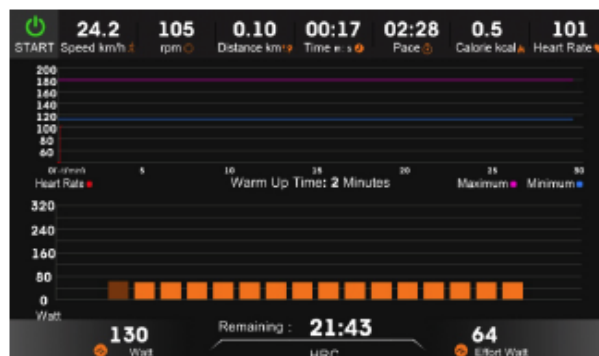 24.2 105 0.10 00:17 02:28 0.5 101
START Speed km/h rpm Distance km Time m: s Pace Calorie kcal Heart Rate
200
180
160
140
120
100
80
60
5 10 15 20 25 30
Heart Rate Warm Up Time: 2 Minutes Maximum Minimum
320
240
160
80
0
Watt
130 Remaining : 21:43 64
Watt HRC Effort Watt